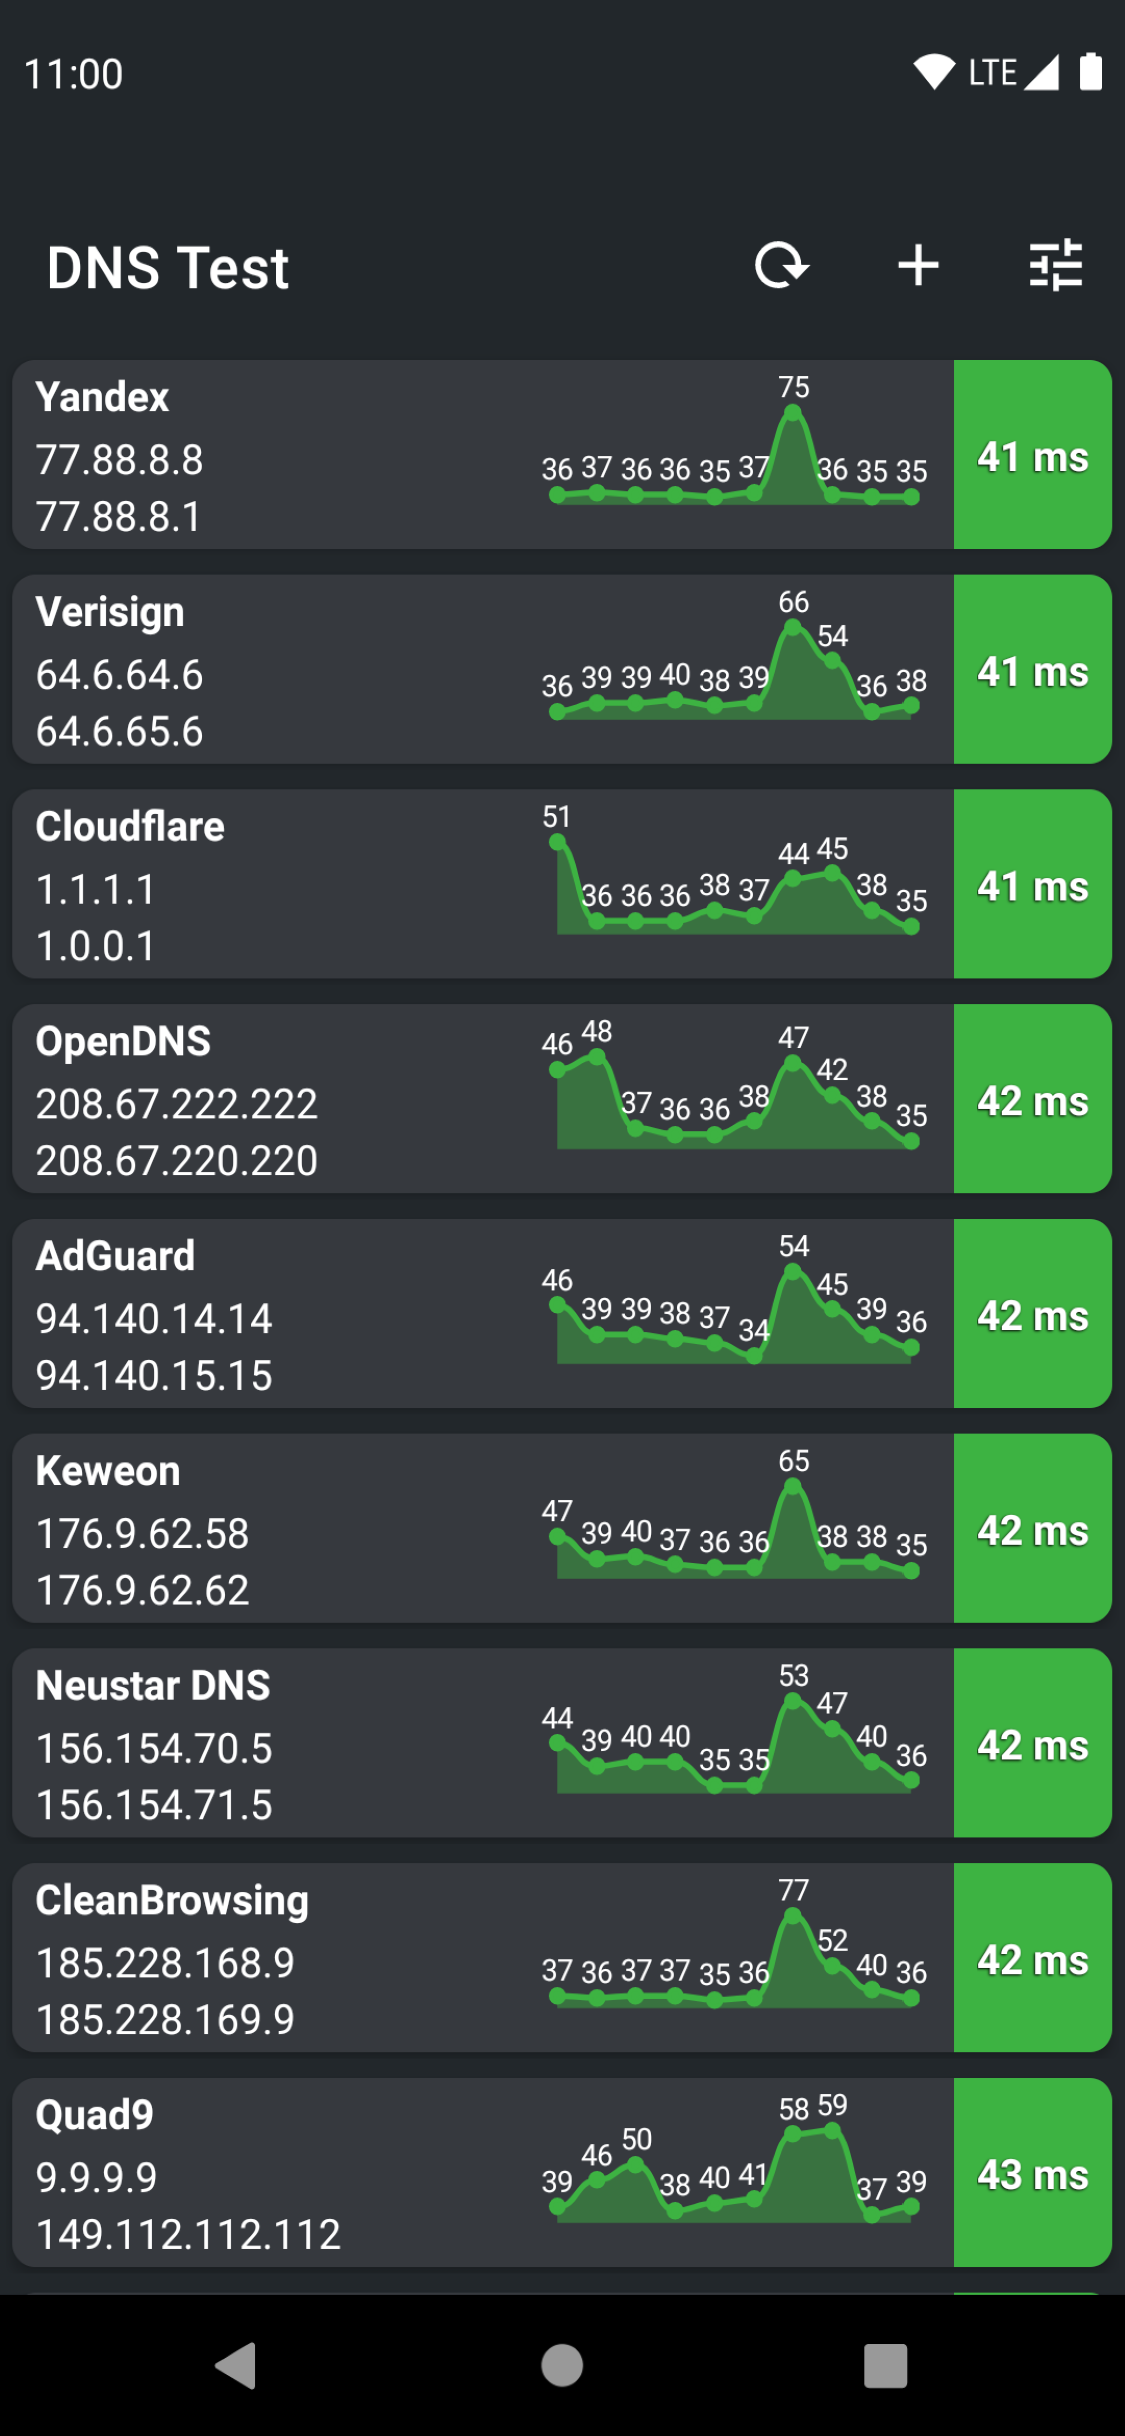 11:00 LTE
DNS Test
Yandex
77.88.8.8
77.88.8.1
36 37 36 36 35 37 75 36 35 35
41 ms
Verisign
64.6.64.6
64.6.65.6
36 39 39 40 38 39 66 54 36 38
41 ms
Cloudflare
1.1.1.1
1.0.0.1
51 36 36 36 38 37 44 45 38 35
41 ms
OpenDNS
208.67.222.222
208.67.220.220
46 48 37 36 36 38 47 42 38 35
42 ms
AdGuard
94.140.14.14
94.140.15.15
46 39 39 38 37 34 54 45 39 36
42 ms
Keweon
176.9.62.58
176.9.62.62
47 39 40 37 36 36 65 38 38 35
42 ms
Neustar DNS
156.154.70.5
156.154.71.5
44 39 40 40 35 35 53 47 40 36
42 ms
CleanBrowsing
185.228.168.9
185.228.169.9
37 36 37 37 35 36 77 52 40 36
42 ms
Quad9
9.9.9.9
149.112.112.112
39 46 50 38 40 41 58 59 37 39
43 ms